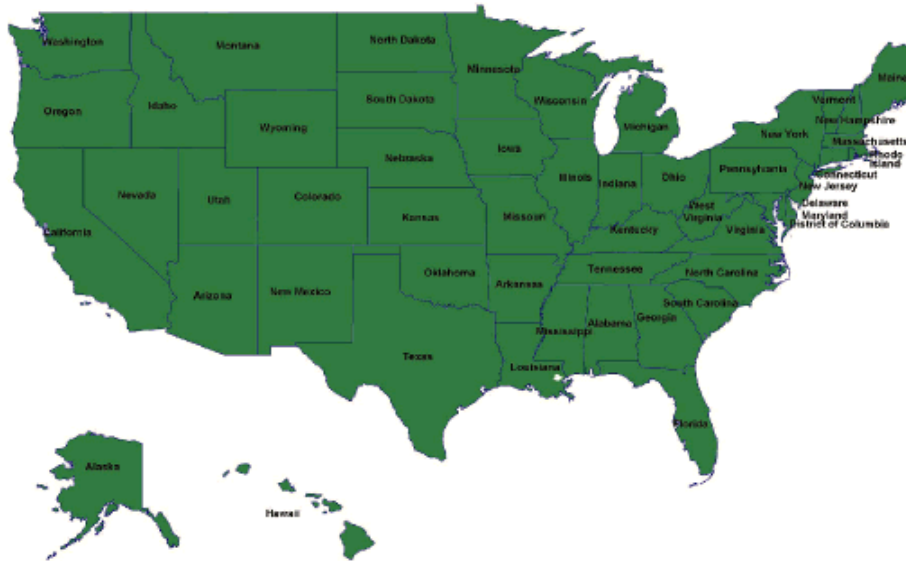 Washington
Montana
North Dakota
Minnesota
Maine
Oregon
Idaho
Wyoming
South Dakota
Wisconsin
Michigan
Vermont
New Hampshire
New York
Massachusetts
Rhode
Island
Connecticut
Nevada
Utah
Colorado
Nebraska
Iowa
Illinois
Indiana
Ohio
Pennsylvania
New Jersey
Delaware
Maryland
District of Columbia
California
Kansas
Missouri
Kentucky
West
Virginia
Virginia
Arizona
New Mexico
Oklahoma
Arkansas
Tennessee
North Carolina
South Carolina
Texas
Louisiana
Mississippi
Alabama
Georgia
Florida
Alaska
Hawaii